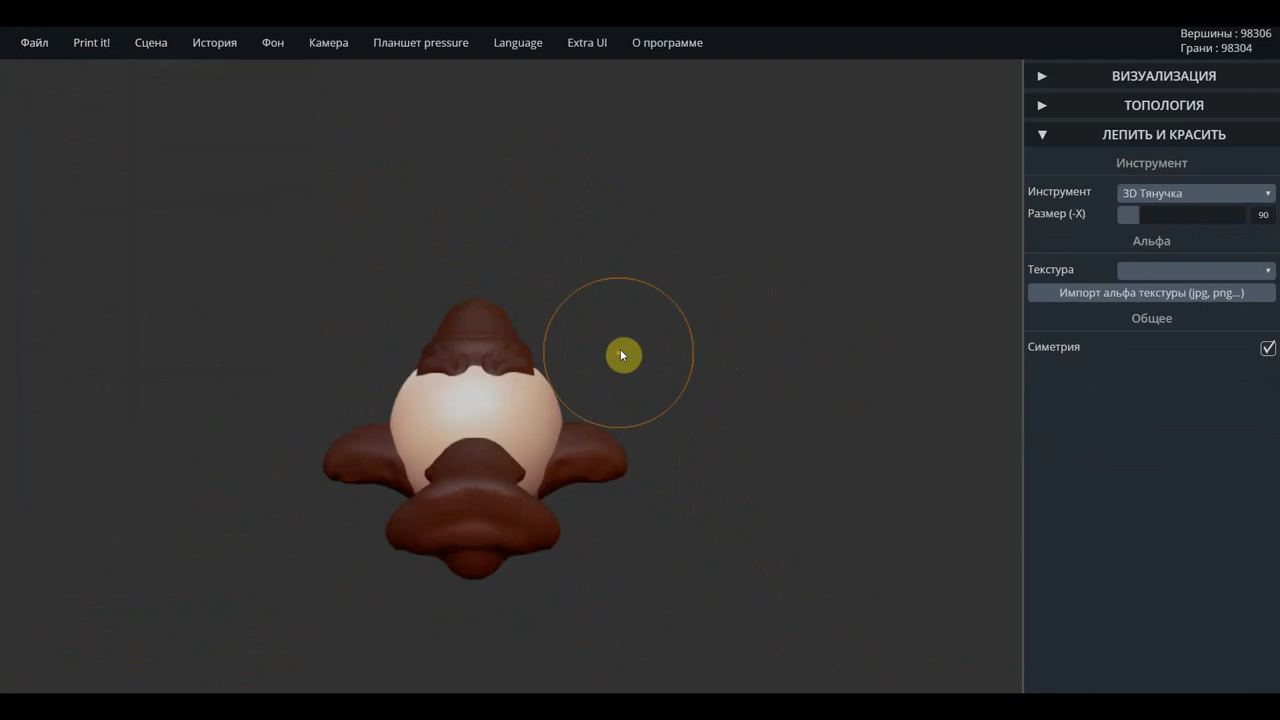 Файл Print it! Сцена История Фон Камера Планшет pressure Language Extra UI О программе
Вершины : 98306
Грани : 98304
ВИЗУАЛИЗАЦИЯ
ТОПОЛОГИЯ
ЛЕПИТЬ И КРАСИТЬ
Инструмент
Инструмент 3D Тянучка
Размер (-X) 90
Альфа
Текстура
Импорт альфа текстуры (jpg, png...)
Общее
Симетрия